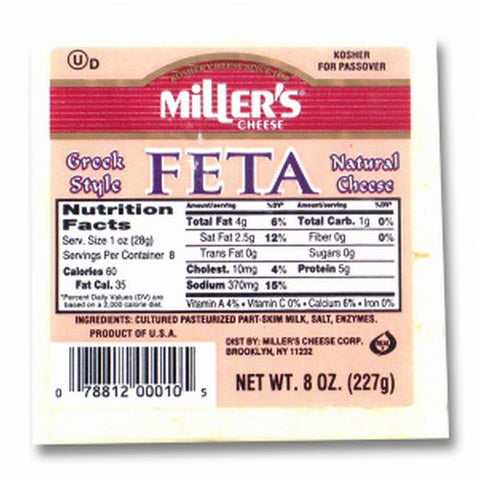 U D
KOSHER
FOR PASSOVER
KOSHER CHEESE SINCE
MILLER'S®
CHEESE
Greek
Style
FETA
Natural
Cheese
Nutrition
Facts
Serv. Size 1 oz (28g)
Servings Per Container 8
Calories 60
Fat Cal. 35
*Percent Daily Values (DV) are
based on a 2,000 calorie diet.
Amount/serving %DV* Amount/serving %DV*
Total Fat 4g 6% Total Carb. 1g 0%
Sat Fat 2.5g 12% Fiber 0g 0%
Trans Fat 0g Sugars 0g
Cholest. 10mg 4% Protein 5g
Sodium 370mg 15%
Vitamin A 4% • Vitamin C 0% • Calcium 6% • Iron 0%
INGREDIENTS: CULTURED PASTEURIZED PART-SKIM MILK, SALT, ENZYMES.
PRODUCT OF U.S.A.
DIST BY: MILLER'S CHEESE CORP.
BROOKLYN, NY 11232
REAL
0 78812 00010 5
NET WT. 8 OZ. (227g)